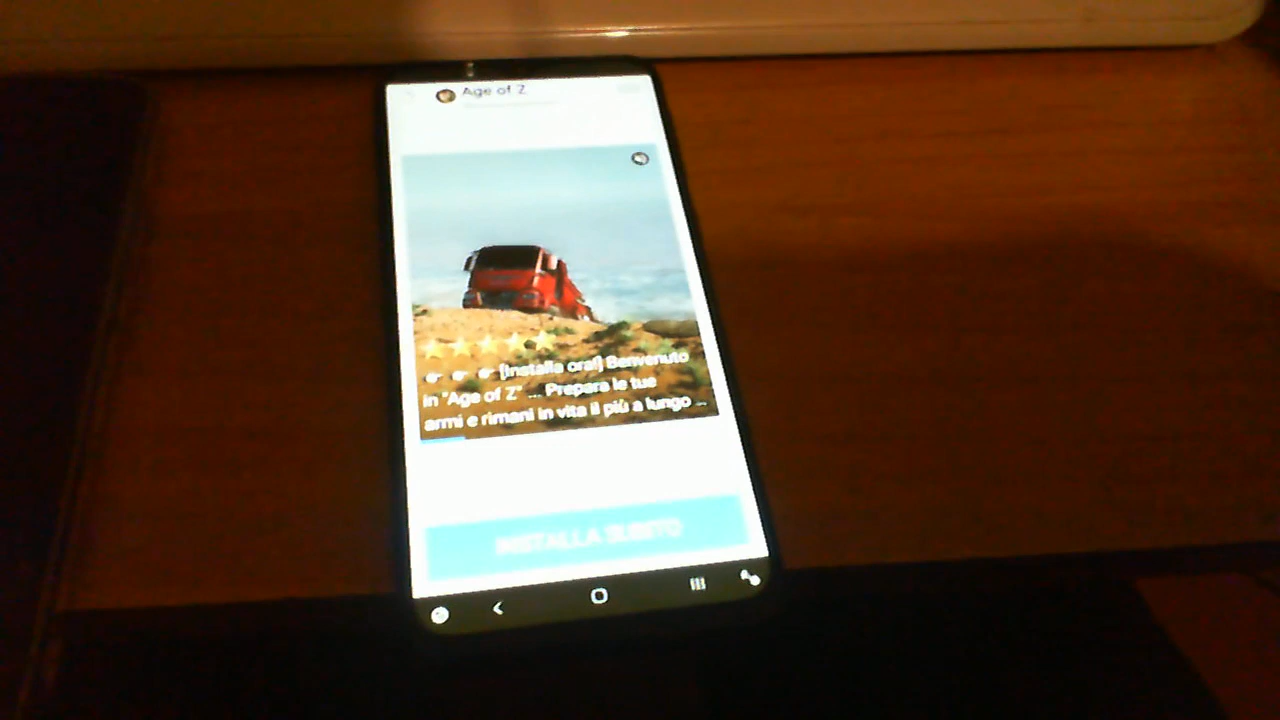 Age of Z
[Installa ora!] Benvenuto
in "Age of Z" ... Prepara le tue
armi e rimani in vita il più a lungo ...
INSTALLA SUBITO